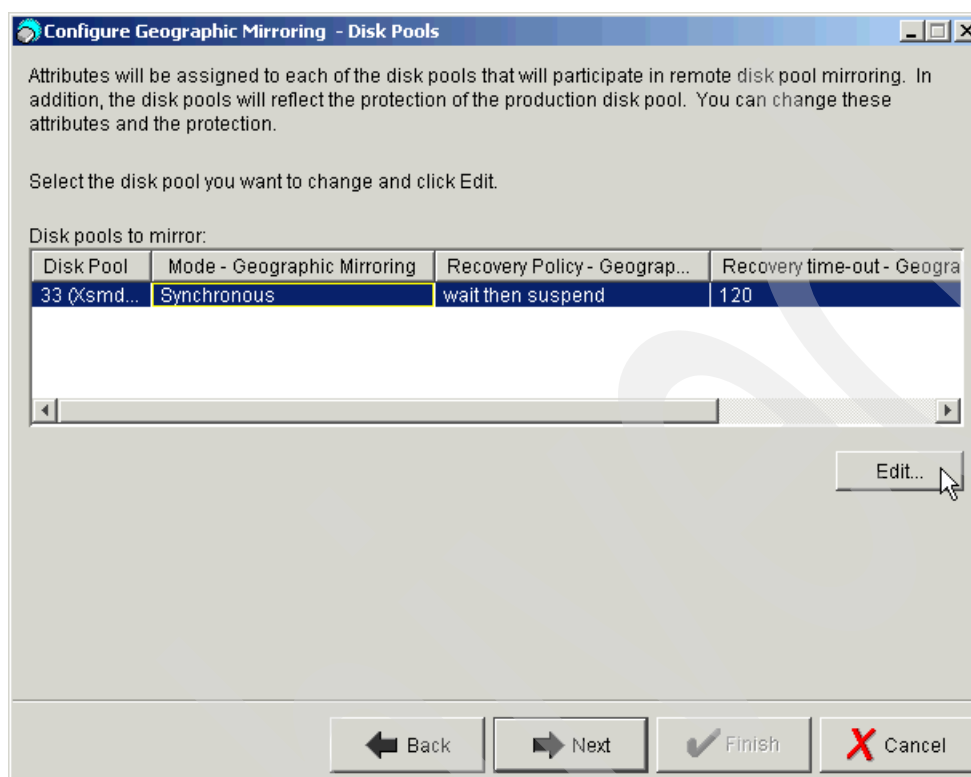 Configure Geographic Mirroring - Disk Pools
Attributes will be assigned to each of the disk pools that will participate in remote disk pool mirroring. In
addition, the disk pools will reflect the protection of the production disk pool. You can change these
attributes and the protection.
Select the disk pool you want to change and click Edit.
Disk pools to mirror:
Disk Pool Mode - Geographic Mirroring Recovery Policy - Geograp... Recovery time-out - Geogra
33 (Xsmd... Synchronous wait then suspend 120
Edit...
Back Next Finish Cancel